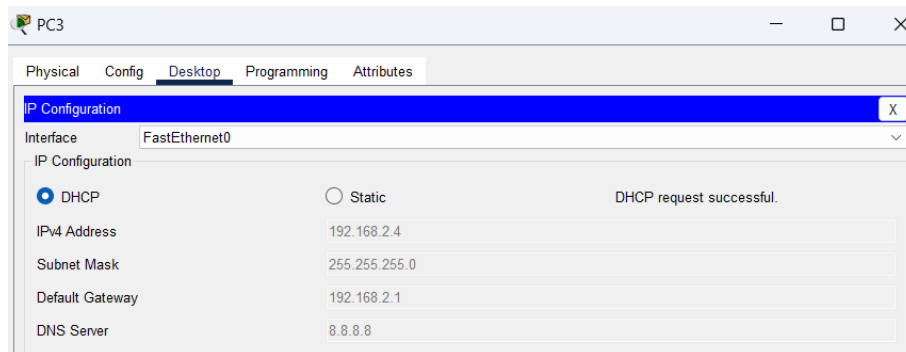 PC3
Physical Config Desktop Programming Attributes
IP Configuration X
Interface FastEthernet0
IP Configuration
DHCP Static DHCP request successful.
IPv4 Address 192.168.2.4
Subnet Mask 255.255.255.0
Default Gateway 192.168.2.1
DNS Server 8.8.8.8